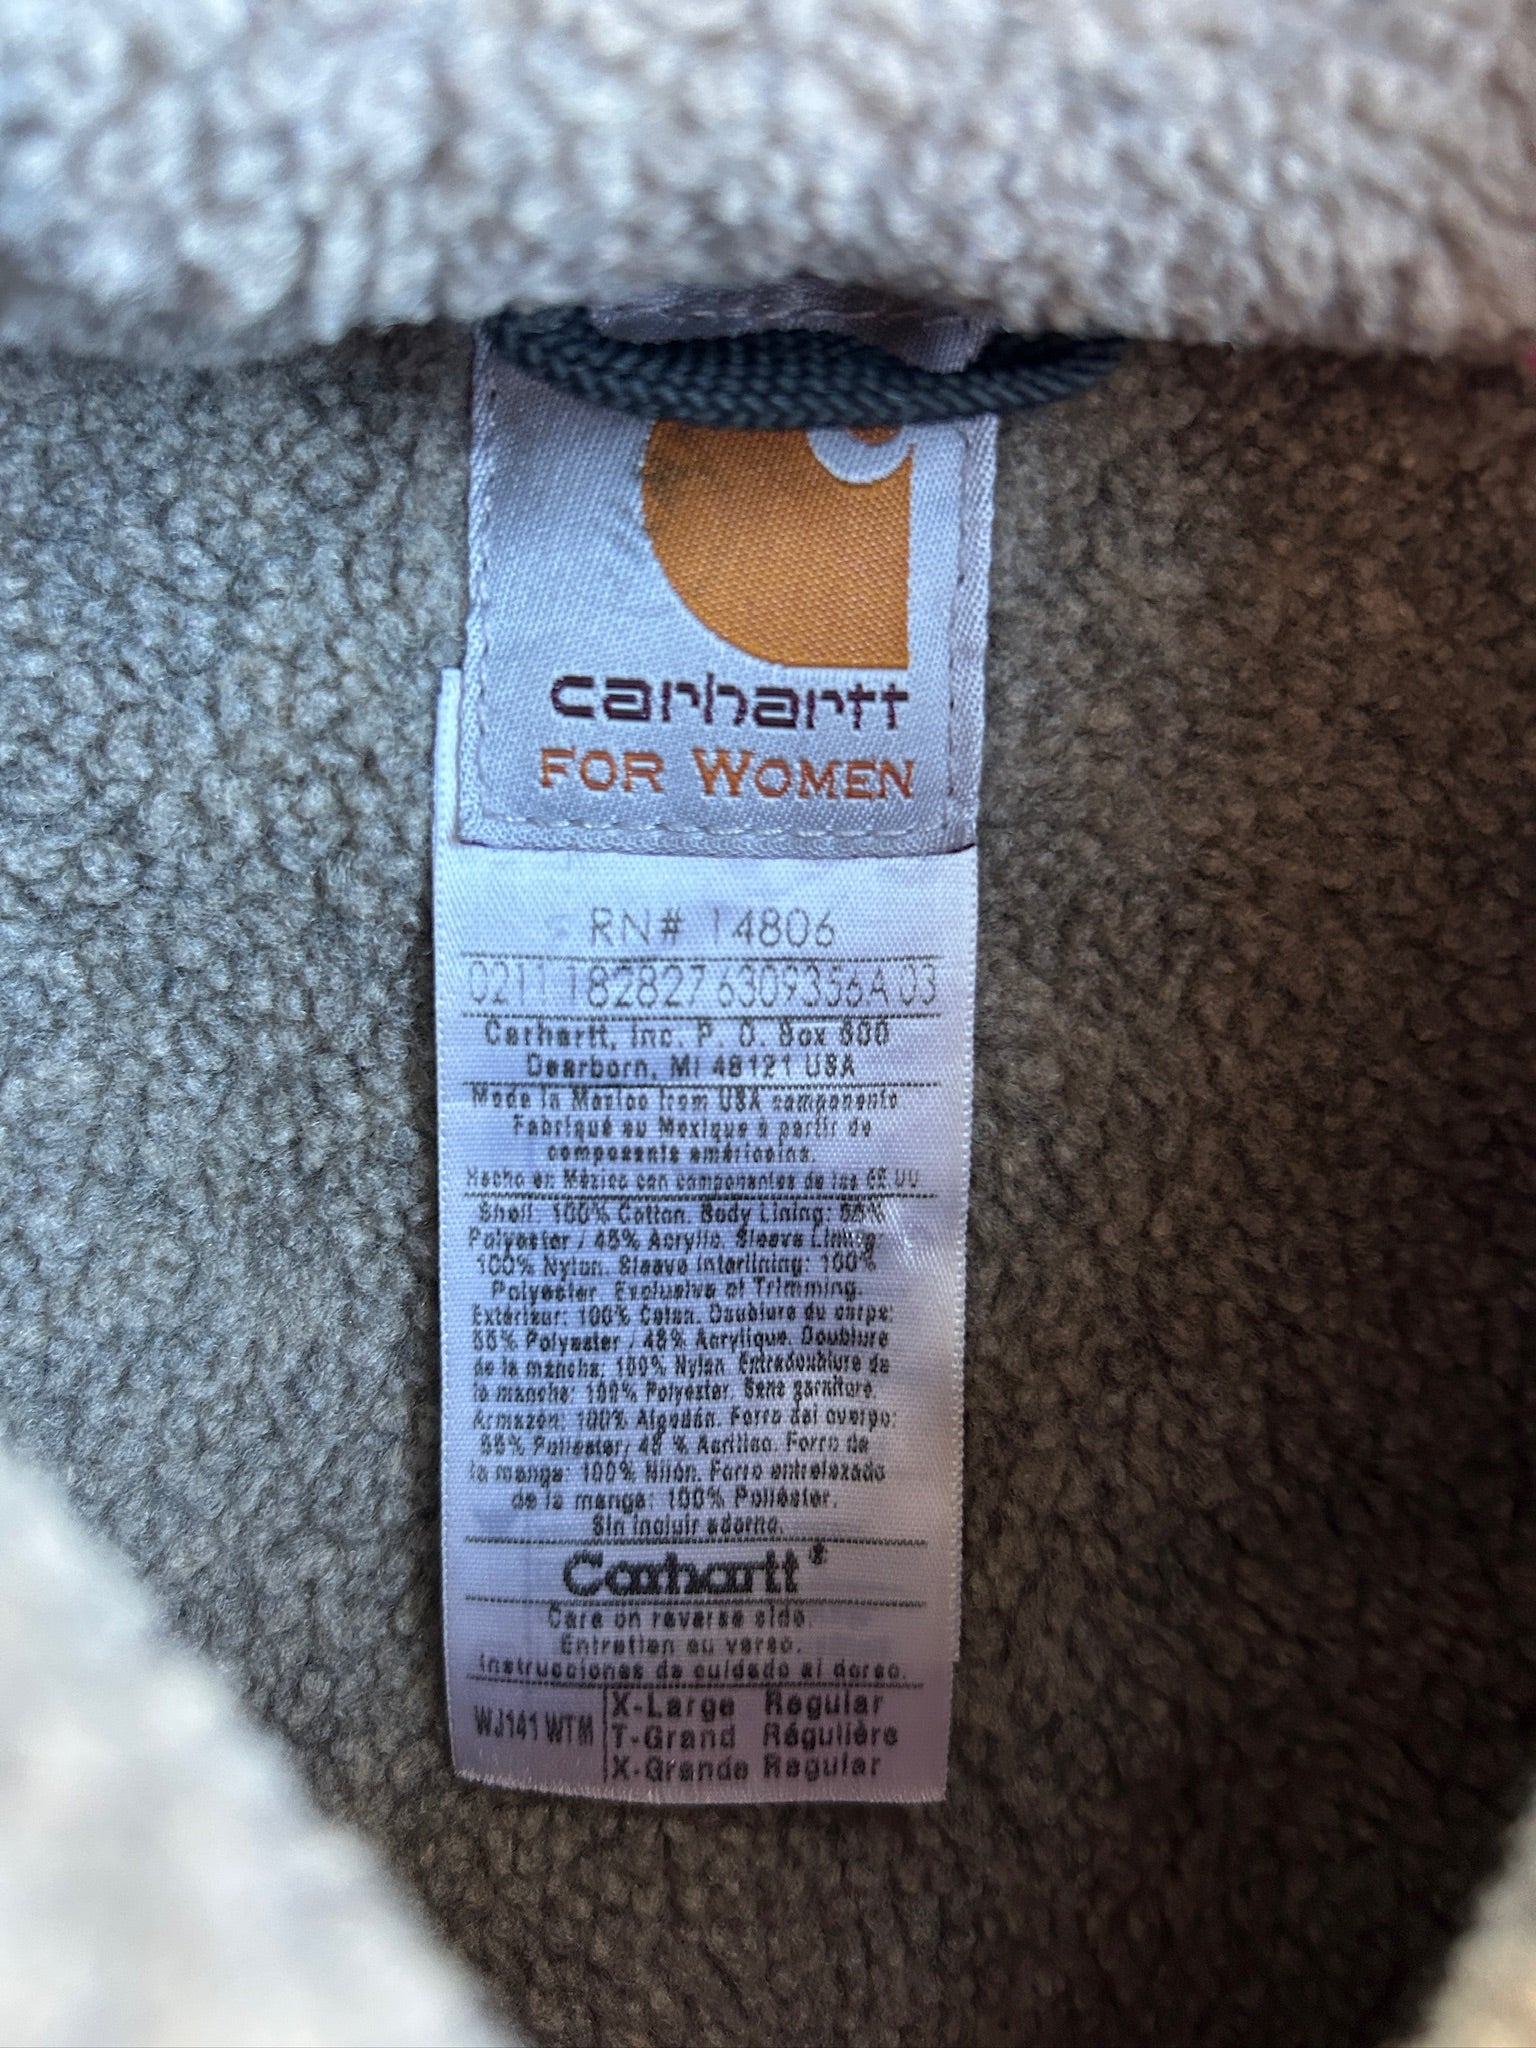 carhartt
FOR WOMEN
RN# 14806
0211 182827 6309356A 03
Carhartt, Inc. P. O. Box 600
Dearborn, MI 48121 USA
Made in Mexico from USA components
Fabriqué au Mexique à partir de
composants américains.
Hecho en México con componentes de los EE.UU
Shell: 100% Cotton. Body Lining: 55%
Polyester / 45% Acrylic. Sleeve Lining:
100% Nylon. Sleeve Interlining: 100%
Polyester. Exclusive of Trimming.
Extérieur: 100% Coton. Doublure du corps:
55% Polyester / 45% Acrylique. Doublure
de la manche: 100% Nylon. Entredoublure de
la manche: 100% Polyester. Sans garniture.
Armazon: 100% Algodón. Forro del cuerpo:
55% Poliéster/ 45 % Acrílico. Forro de
la manga: 100% Nilón. Forro entrelazado
de la manga: 100% Poliéster.
Sin incluir adorno.
Carhartt®
Care on reverse side.
Entretien au verso.
Instrucciones de cuidado al dorso.
WJ141 WTM X-Large Regular
T-Grand Régulière
X-Grande Regular